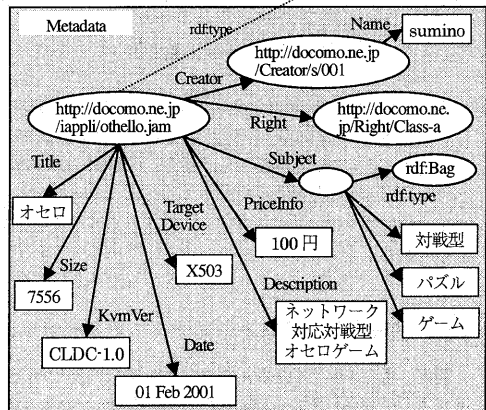 Metadata
rdf:type
Name
sumino
http://docomo.ne.jp
/Creator/s/001
Creator
http://docomo.ne.jp
/iappli/othello.jam
Right
http://docomo.ne.
jp/Right/Class-a
Title
Subject
rdf:Bag
rdf:type
オセロ
Target
Device
PriceInfo
対戦型
100 円
Size
X503
パズル
7556
Description
KvmVer
ネットワーク
対応対戦型
オセロゲーム
ゲーム
CLDC-1.0
Date
01 Feb 2001